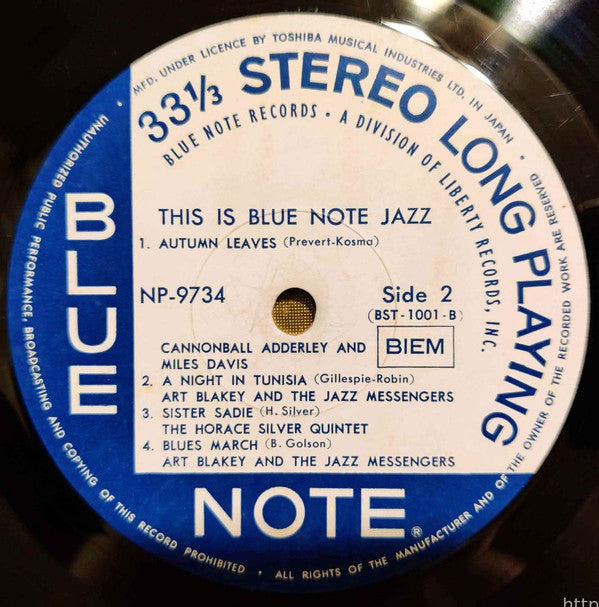 MFD. UNDER LICENCE BY TOSHIBA MUSICAL INDUSTRIES LTD. IN JAPAN •
33⅓ STEREO LONG PLAYING
BLUE NOTE RECORDS • A DIVISION OF LIBERTY RECORDS, INC.
THIS IS BLUE NOTE JAZZ
1. AUTUMN LEAVES (Prevert-Kosma)
NP-9734
Side 2
(BST-1001-B)
CANNONBALL ADDERLEY AND
MILES DAVIS
BIEM
2. A NIGHT IN TUNISIA (Gillespie-Robin)
ART BLAKEY AND THE JAZZ MESSENGERS
3. SISTER SADIE (H. Silver)
THE HORACE SILVER QUINTET
4. BLUES MARCH (B. Golson)
ART BLAKEY AND THE JAZZ MESSENGERS
BLUE
NOTE®
UNAUTHORIZED PUBLIC PERFORMANCE, BROADCASTING AND COPYING OF THIS RECORD PROHIBITED • ALL RIGHTS OF THE MANUFACTURER AND OF THE OWNER OF THE RECORDED WORK ARE RESERVED
http